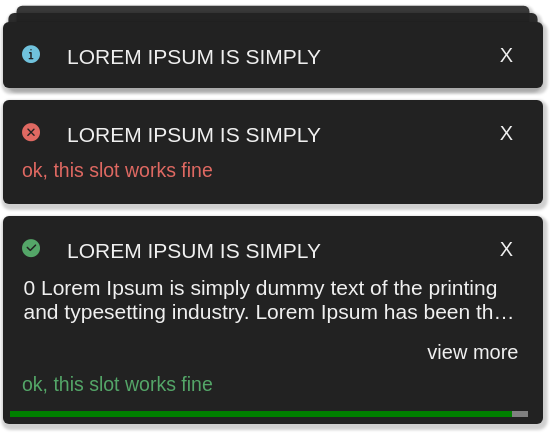 LOREM IPSUM IS SIMPLY X
LOREM IPSUM IS SIMPLY X
ok, this slot works fine
LOREM IPSUM IS SIMPLY X
0 Lorem Ipsum is simply dummy text of the printing
and typesetting industry. Lorem Ipsum has been th…
view more
ok, this slot works fine